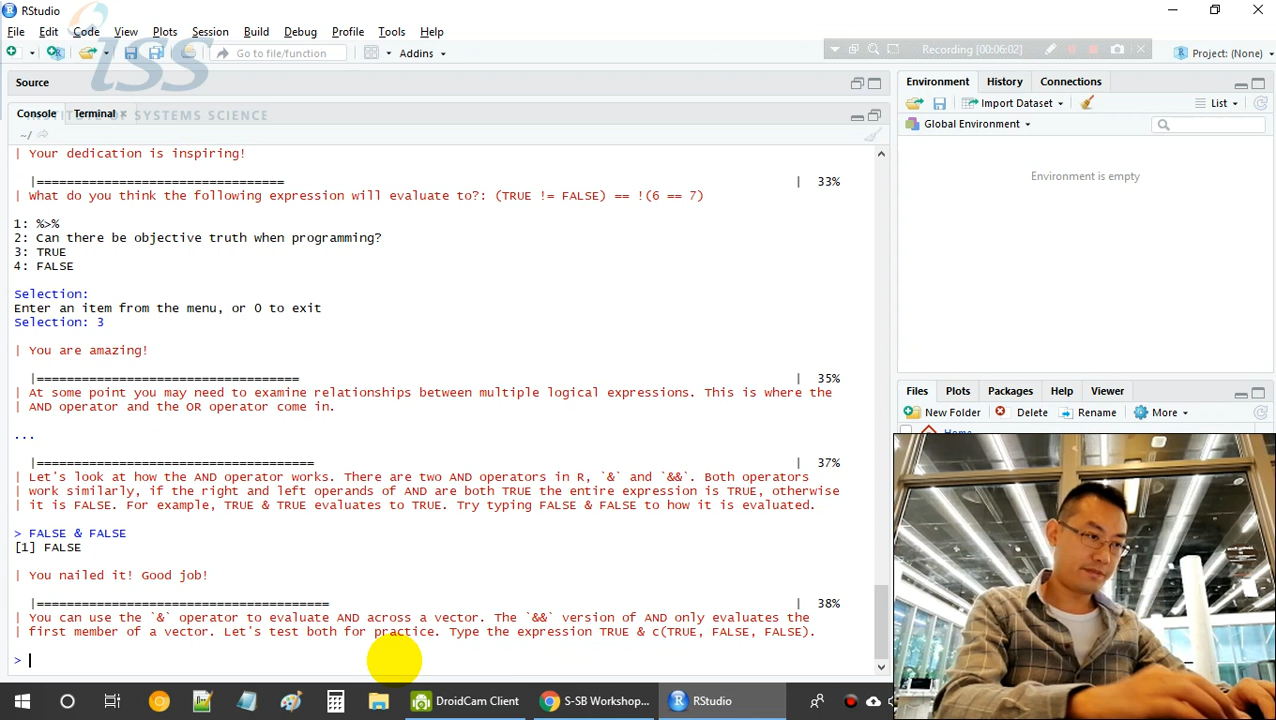 RStudio
File Edit Code View Plots Session Build Debug Profile Tools Help
Go to file/function
Addins
Recording [00:06:02]
Project: (None)
iss
INSTITUTE OF SYSTEMS SCIENCE
Source
Console Terminal
~/
Environment History Connections
Import Dataset
List
Global Environment
Environment is empty
| Your dedication is inspiring!
|================================= | 33%
| What do you think the following expression will evaluate to?: (TRUE != FALSE) == !(6 == 7)
1: %>%
2: Can there be objective truth when programming?
3: TRUE
4: FALSE
Selection:
Enter an item from the menu, or 0 to exit
Selection: 3
| You are amazing!
|=================================== | 35%
| At some point you may need to examine relationships between multiple logical expressions. This is where the
| AND operator and the OR operator come in.
...
|===================================== | 37%
| Let's look at how the AND operator works. There are two AND operators in R, `&` and `&&`. Both operators
| work similarly, if the right and left operands of AND are both TRUE the entire expression is TRUE, otherwise
| it is FALSE. For example, TRUE & TRUE evaluates to TRUE. Try typing FALSE & FALSE to how it is evaluated.
> FALSE & FALSE
[1] FALSE
| You nailed it! Good job!
|======================================= | 38%
| You can use the `&` operator to evaluate AND across a vector. The `&&` version of AND only evaluates the
| first member of a vector. Let's test both for practice. Type the expression TRUE & c(TRUE, FALSE, FALSE).
>
Files Plots Packages Help Viewer
New Folder Delete Rename More
Home
DroidCam Client
S-SB Workshop...
RStudio